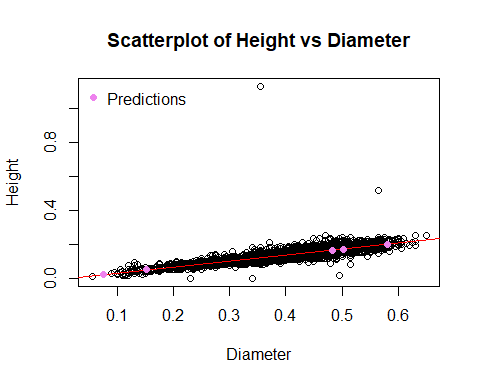 Scatterplot of Height vs Diameter
Predictions
Height
0.8
0.4
0.0
0.1 0.2 0.3 0.4 0.5 0.6
Diameter